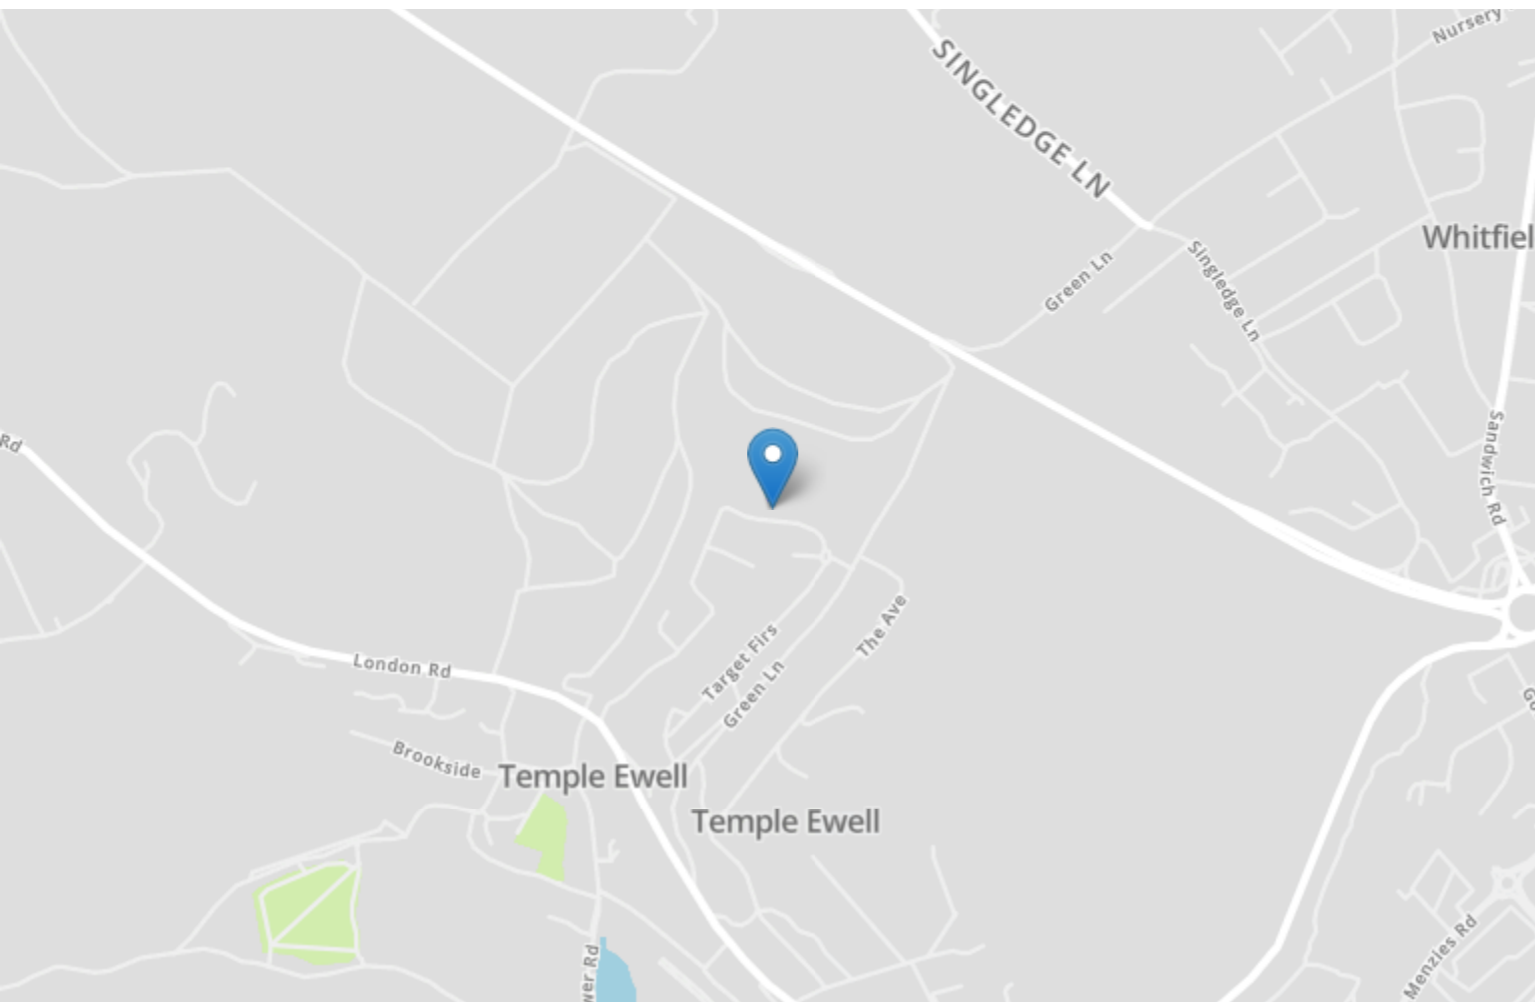 Nursery
SINGLEDGE LN
Whitfiel
Green Ln
Singledge Ln
Rd
Sandwich Rd
The Ave
Target Firs
London Rd
Green Ln
Brookside
Temple Ewell
Temple Ewell
Menzies Rd
wer Rd